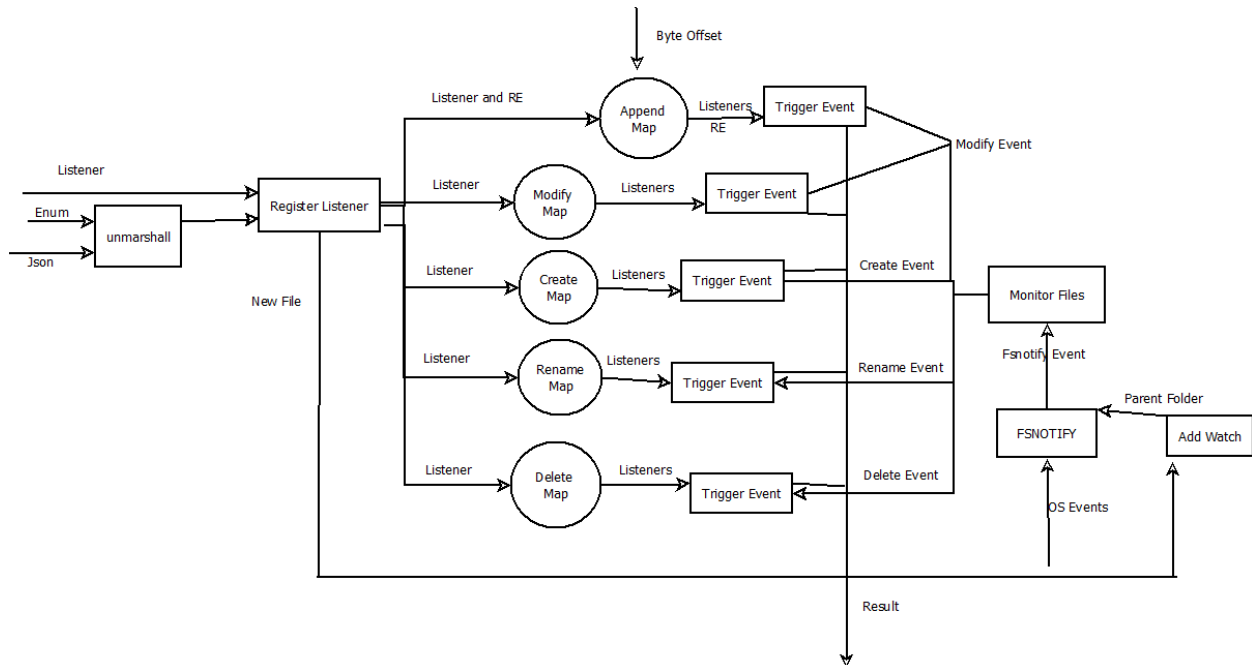 Byte Offset
Listener and RE
Append
Map
Listeners
RE
Trigger Event
Modify Event
Listener
Register Listener
Enum
unmarshall
Json
Listener
Modify
Map
Listeners
Trigger Event
Listener
Create
Map
Listeners
Trigger Event
Create Event
Monitor Files
New File
Listener
Rename
Map
Listeners
Trigger Event
Rename Event
Fsnotify Event
Parent Folder
FSNOTIFY
Add Watch
Listener
Delete
Map
Listeners
Trigger Event
Delete Event
OS Events
Result